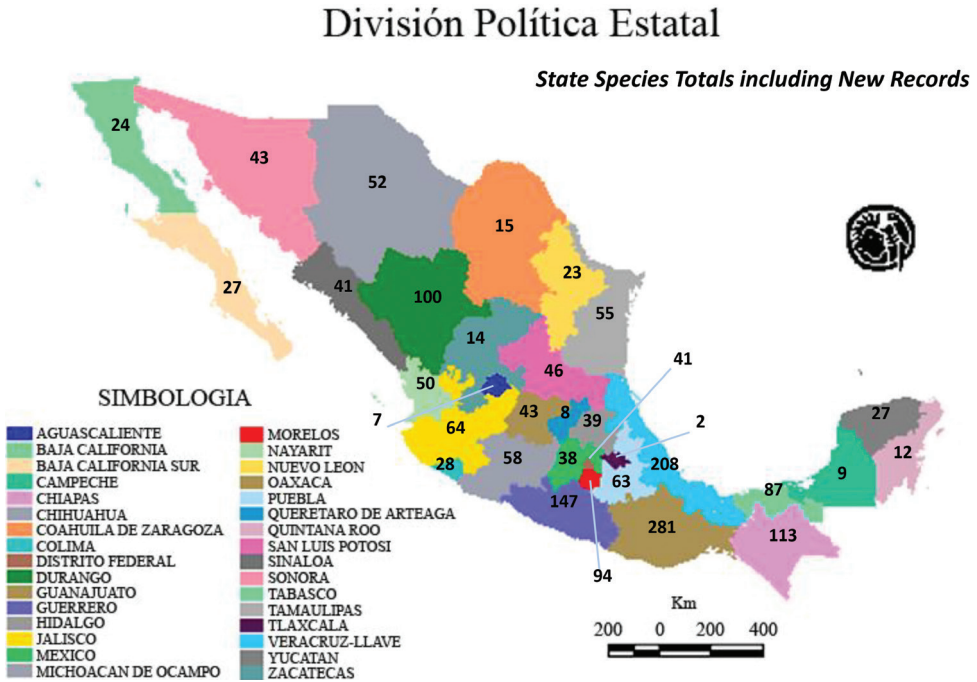 División Política Estatal
State Species Totals including New Records
24
43
52
15
23
27
41
100
55
14
46
41
50
7
43
8
39
2
27
64
58
38
63
208
12
9
28
87
147
281
113
94
SIMBOLOGIA
AGUASCALIENTE
BAJA CALIFORNIA
BAJA CALIFORNIA SUR
CAMPECHE
CHIAPAS
CHIHUAHUA
COAHUILA DE ZARAGOZA
COLIMA
DISTRITO FEDERAL
DURANGO
GUANAJUATO
GUERRERO
HIDALGO
JALISCO
MEXICO
MICHOACAN DE OCAMPO
MORELOS
NAYARIT
NUEVO LEON
OAXACA
PUEBLA
QUERETARO DE ARTEAGA
QUINTANA ROO
SAN LUIS POTOSI
SINALOA
SONORA
TABASCO
TAMAULIPAS
TLAXCALA
VERACRUZ-LLAVE
YUCATAN
ZACATECAS
Km
200 0 200 400